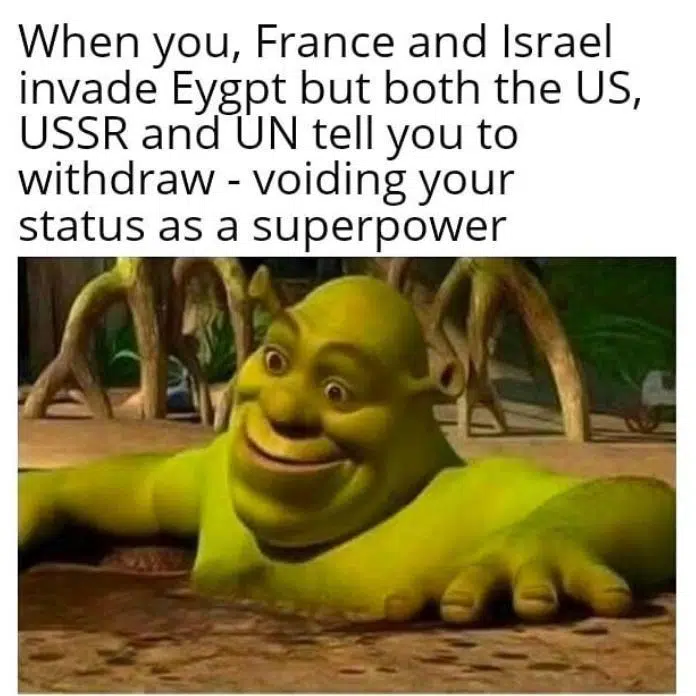 When you, France and Israel
invade Eygpt but both the US,
USSR and UN tell you to
withdraw - voiding your
status as a superpower